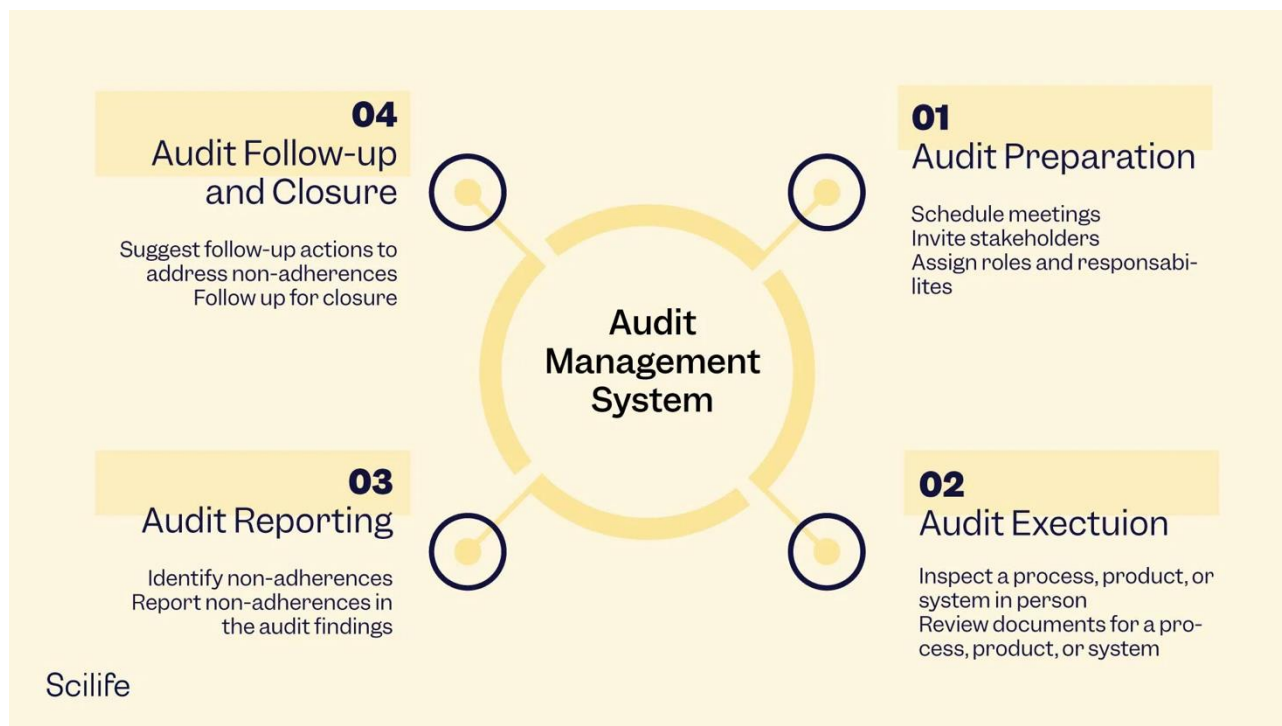 01
Audit Preparation
Schedule meetings
Invite stakeholders
Assign roles and responsabi-
lites
02
Audit Exectuion
Inspect a process, product, or
system in person
Review documents for a pro-
cess, product, or system
03
Audit Reporting
Identify non-adherences
Report non-adherences in
the audit findings
04
Audit Follow-up
and Closure
Suggest follow-up actions to
address non-adherences
Follow up for closure
Audit
Management
System
Scilife